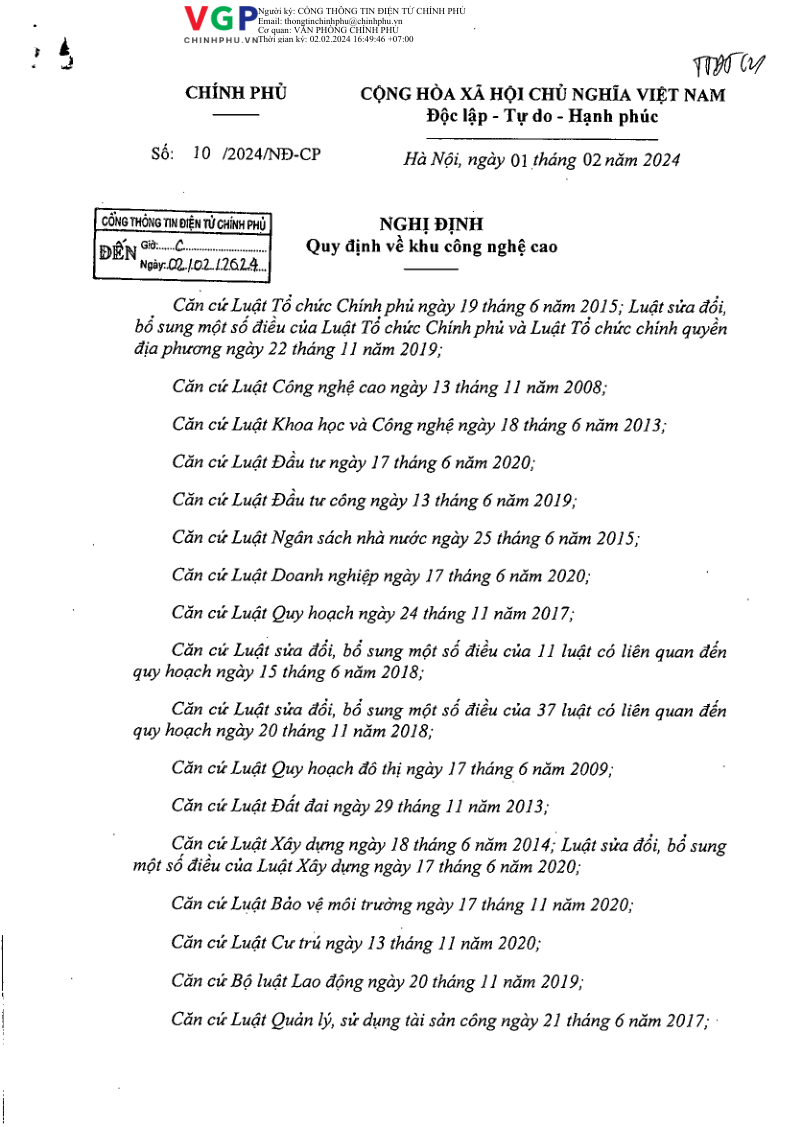 VGP
CHINHPHU.VN
Người ký: CỔNG THÔNG TIN ĐIỆN TỬ CHÍNH PHỦ
Email: thongtinchinhphu@chinhphu.vn
Cơ quan: VĂN PHÒNG CHÍNH PHỦ
Thời gian ký: 02.02.2024 16:49:46 +07:00
CHÍNH PHỦ
CỘNG HÒA XÃ HỘI CHỦ NGHĨA VIỆT NAM
Độc lập - Tự do - Hạnh phúc
Số: 10 /2024/NĐ-CP
Hà Nội, ngày 01 tháng 02 năm 2024
CỔNG THÔNG TIN ĐIỆN TỬ CHÍNH PHỦ
ĐẾN
Giờ:.....C.....
Ngày:.02/.02./.2624...
NGHỊ ĐỊNH
Quy định về khu công nghệ cao
Căn cứ Luật Tổ chức Chính phủ ngày 19 tháng 6 năm 2015; Luật sửa đổi,
bổ sung một số điều của Luật Tổ chức Chính phủ và Luật Tổ chức chính quyền
địa phương ngày 22 tháng 11 năm 2019;
Căn cứ Luật Công nghệ cao ngày 13 tháng 11 năm 2008;
Căn cứ Luật Khoa học và Công nghệ ngày 18 tháng 6 năm 2013;
Căn cứ Luật Đầu tư ngày 17 tháng 6 năm 2020;
Căn cứ Luật Đầu tư công ngày 13 tháng 6 năm 2019;
Căn cứ Luật Ngân sách nhà nước ngày 25 tháng 6 năm 2015;
Căn cứ Luật Doanh nghiệp ngày 17 tháng 6 năm 2020;
Căn cứ Luật Quy hoạch ngày 24 tháng 11 năm 2017;
Căn cứ Luật sửa đổi, bổ sung một số điều của 11 luật có liên quan đến
quy hoạch ngày 15 tháng 6 năm 2018;
Căn cứ Luật sửa đổi, bổ sung một số điều của 37 luật có liên quan đến
quy hoạch ngày 20 tháng 11 năm 2018;
Căn cứ Luật Quy hoạch đô thị ngày 17 tháng 6 năm 2009;
Căn cứ Luật Đất đai ngày 29 tháng 11 năm 2013;
Căn cứ Luật Xây dựng ngày 18 tháng 6 năm 2014; Luật sửa đổi, bổ sung
một số điều của Luật Xây dựng ngày 17 tháng 6 năm 2020;
Căn cứ Luật Bảo vệ môi trường ngày 17 tháng 11 năm 2020;
Căn cứ Luật Cư trú ngày 13 tháng 11 năm 2020;
Căn cứ Bộ luật Lao động ngày 20 tháng 11 năm 2019;
Căn cứ Luật Quản lý, sử dụng tài sản công ngày 21 tháng 6 năm 2017;